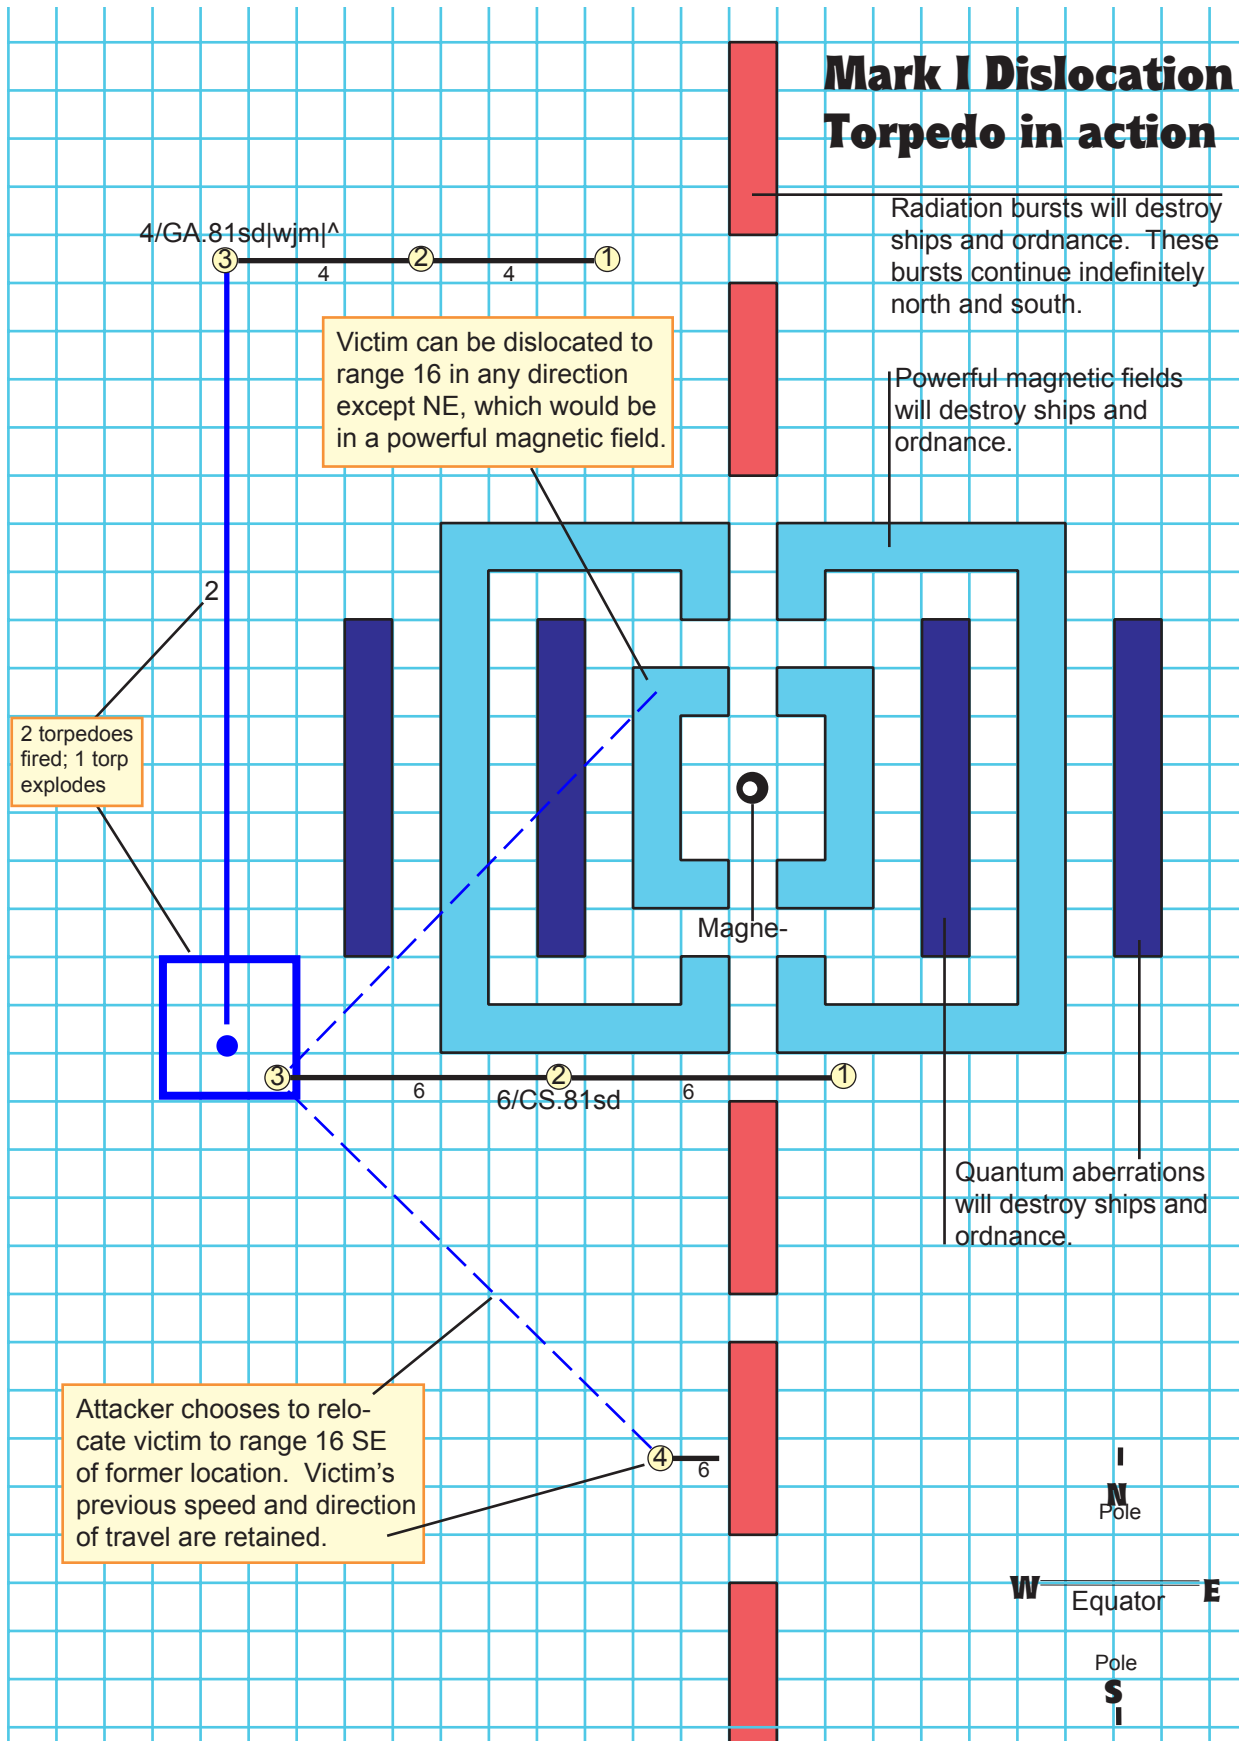 Mark I Dislocation
Torpedo in action
Radiation bursts will destroy
ships and ordnance.  These
bursts continue indefinitely
north and south.
4/GA.81sd|wjm|^
3
2
1
4
4
Victim can be dislocated to
range 16 in any direction
except NE, which would be
in a powerful magnetic field.
Powerful magnetic fields
will destroy ships and
ordnance.
2
2 torpedoes
fired; 1 torp
explodes
Magne-
3
2
1
6
6
6/CS.81sd
Quantum aberrations
will destroy ships and
ordnance.
Attacker chooses to relo-
cate victim to range 16 SE
of former location.  Victim's
previous speed and direction
of travel are retained.
4
6
N
Pole
W
E
Equator
Pole
S